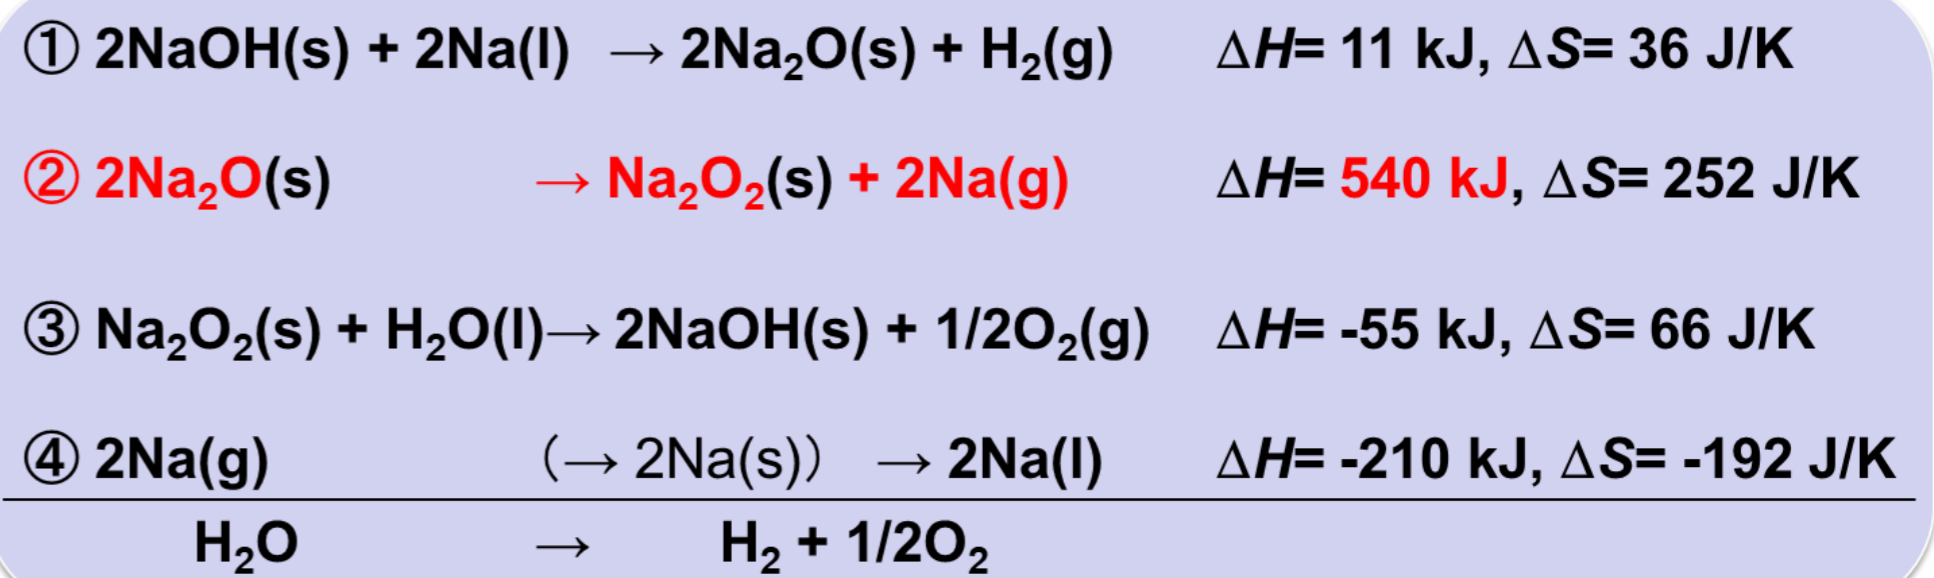 ① 2NaOH(s) + 2Na(l) → 2Na₂O(s) + H₂(g) ΔH= 11 kJ, ΔS= 36 J/K
② 2Na₂O(s) → Na₂O₂(s) + 2Na(g) ΔH= 540 kJ, ΔS= 252 J/K
③ Na₂O₂(s) + H₂O(l)→ 2NaOH(s) + 1/2O₂(g) ΔH= -55 kJ, ΔS= 66 J/K
④ 2Na(g) (→ 2Na(s)) → 2Na(l) ΔH= -210 kJ, ΔS= -192 J/K
H₂O → H₂ + 1/2O₂